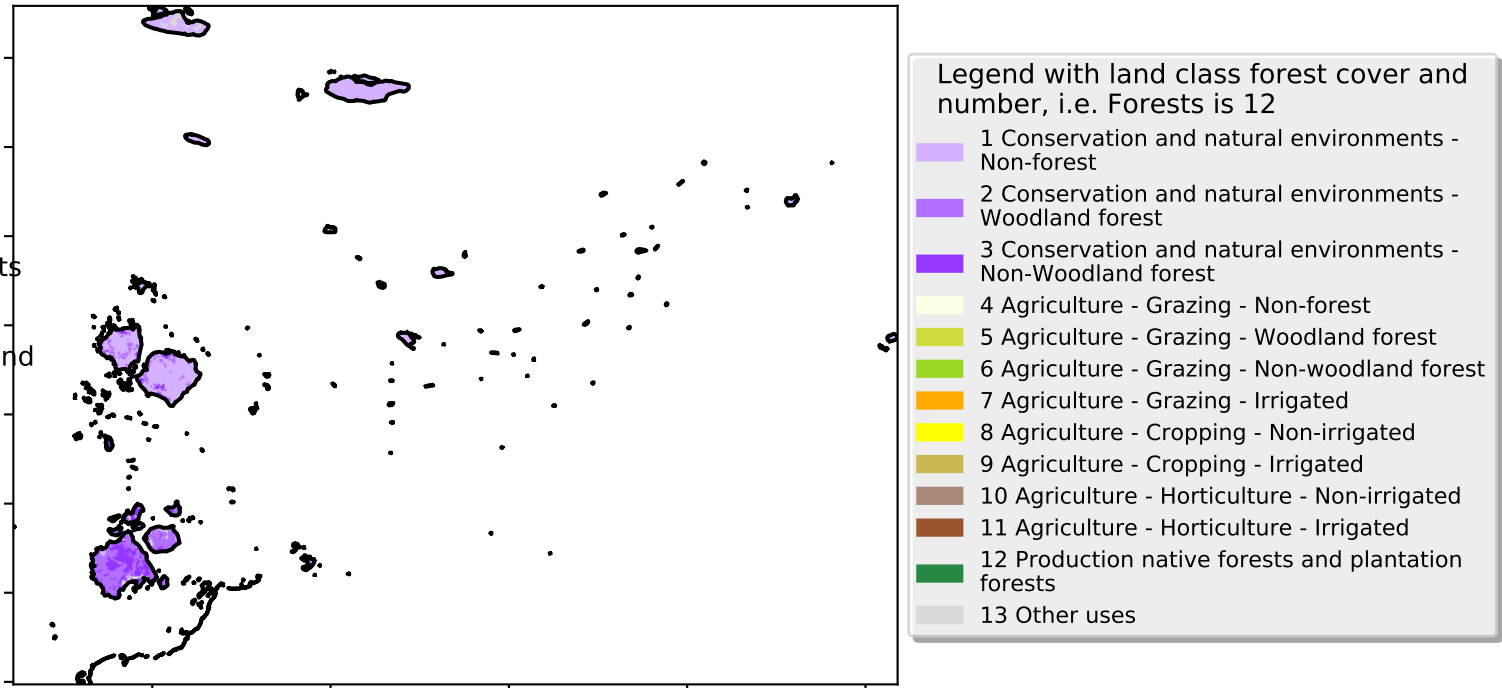 ts
nd
Legend with land class forest cover and
number, i.e. Forests is 12
1 Conservation and natural environments -
Non-forest
2 Conservation and natural environments -
Woodland forest
3 Conservation and natural environments -
Non-Woodland forest
4 Agriculture - Grazing - Non-forest
5 Agriculture - Grazing - Woodland forest
6 Agriculture - Grazing - Non-woodland forest
7 Agriculture - Grazing - Irrigated
8 Agriculture - Cropping - Non-irrigated
9 Agriculture - Cropping - Irrigated
10 Agriculture - Horticulture - Non-irrigated
11 Agriculture - Horticulture - Irrigated
12 Production native forests and plantation
forests
13 Other uses